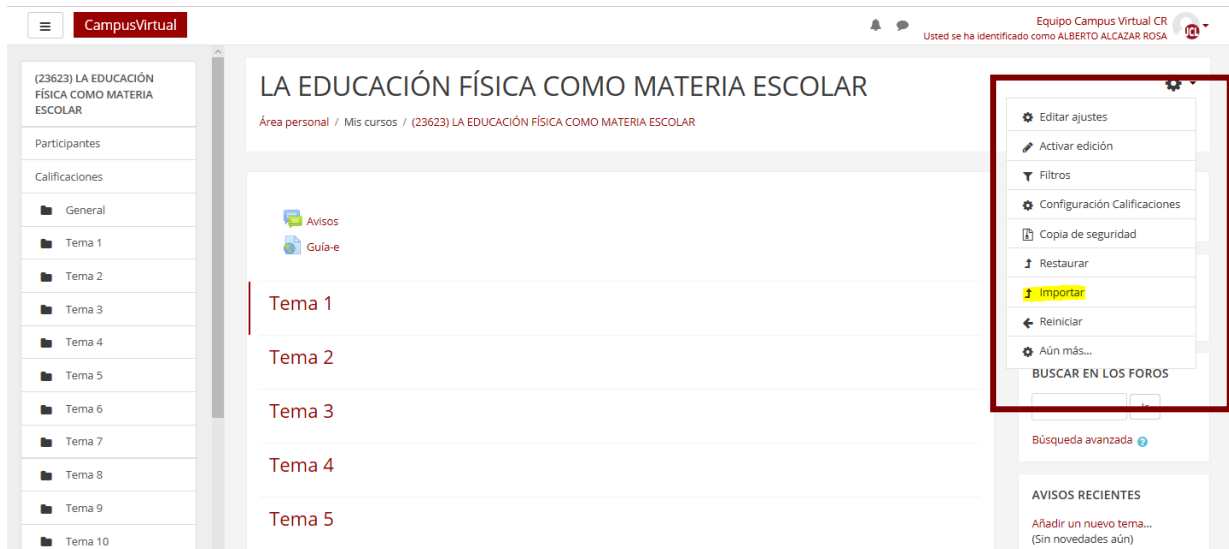 CampusVirtual
Equipo Campus Virtual CR
Usted se ha identificado como ALBERTO ALCAZAR ROSA
(23623) LA EDUCACIÓN
FÍSICA COMO MATERIA
ESCOLAR
Participantes
Calificaciones
General
Tema 1
Tema 2
Tema 3
Tema 4
Tema 5
Tema 6
Tema 7
Tema 8
Tema 9
Tema 10
LA EDUCACIÓN FÍSICA COMO MATERIA ESCOLAR
Área personal / Mis cursos / (23623) LA EDUCACIÓN FÍSICA COMO MATERIA ESCOLAR
Avisos
Guía-e
Tema 1
Tema 2
Tema 3
Tema 4
Tema 5
Editar ajustes
Activar edición
Filtros
Configuración Calificaciones
Copia de seguridad
Restaurar
Importar
Reiniciar
Aún más...
BUSCAR EN LOS FOROS
Búsqueda avanzada
AVISOS RECIENTES
Añadir un nuevo tema...
(Sin novedades aún)